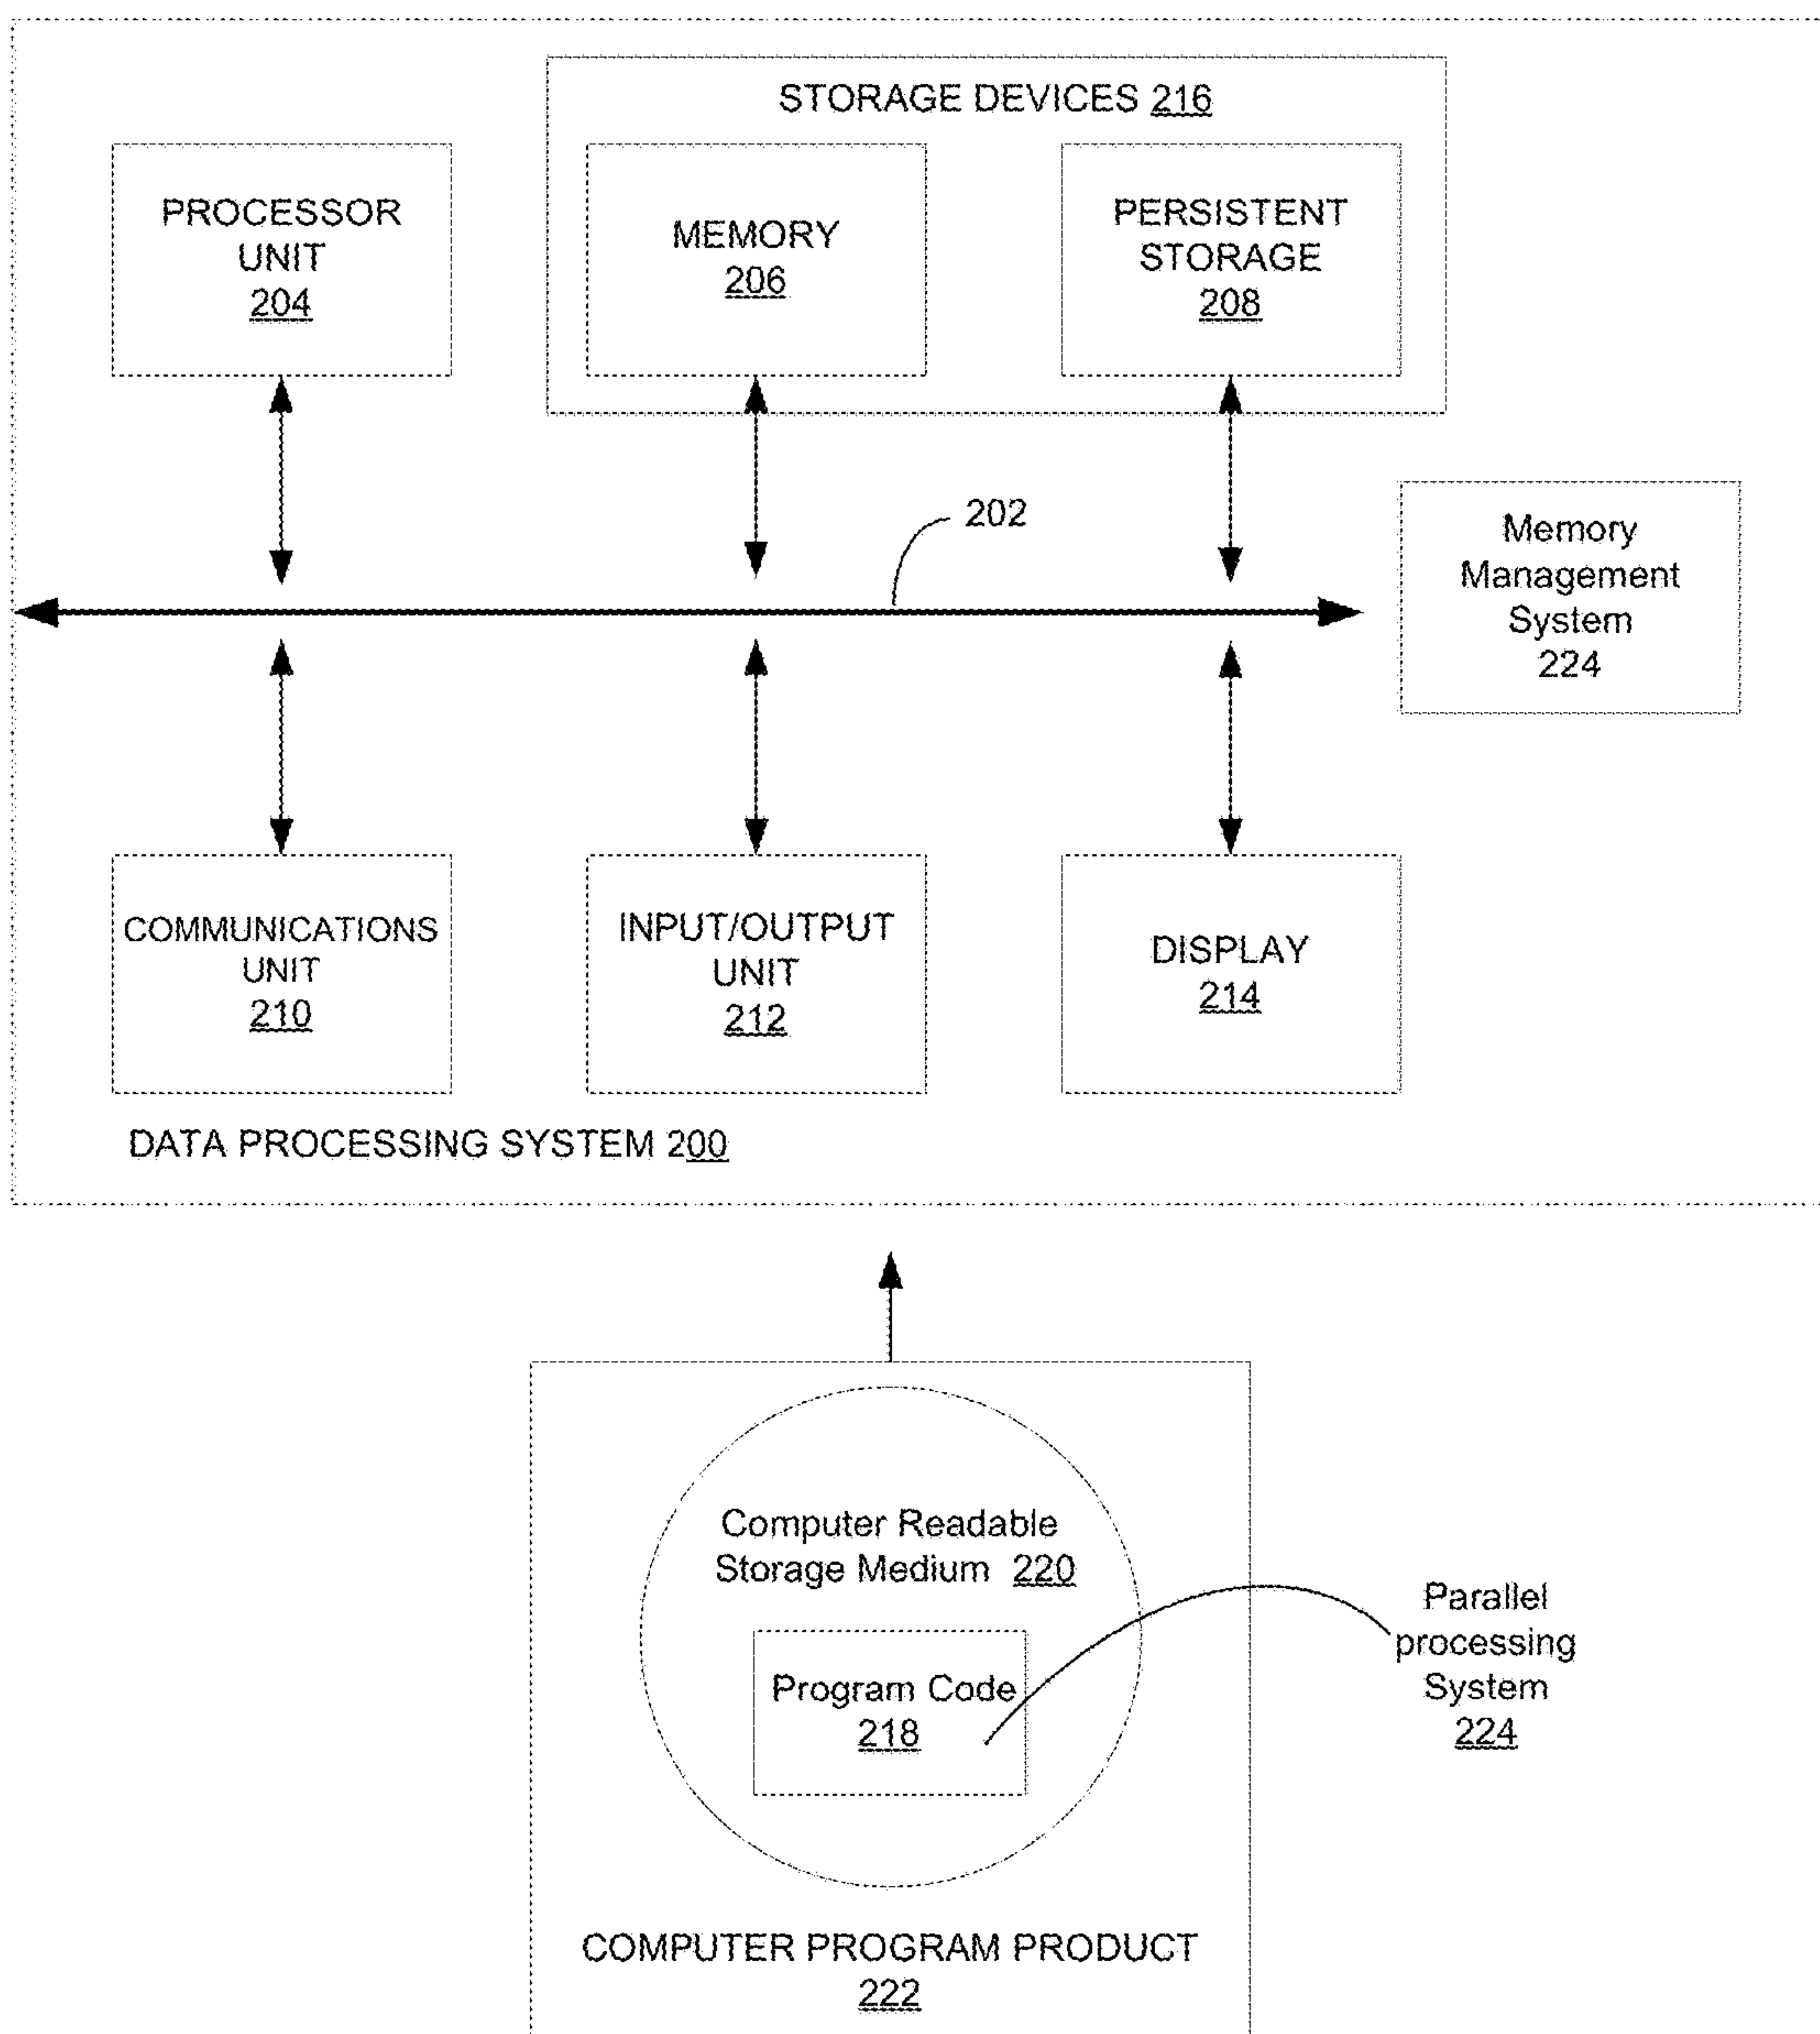 STORAGE DEVICES 216
PROCESSOR
UNIT
204
MEMORY
206
PERSISTENT
STORAGE
208
202
Memory
Management
System
224
COMMUNICATIONS
UNIT
210
INPUT/OUTPUT
UNIT
212
DISPLAY
214
DATA PROCESSING SYSTEM 200
Computer Readable
Storage Medium 220
Program Code
218
Parallel
processing
System
224
COMPUTER PROGRAM PRODUCT
222